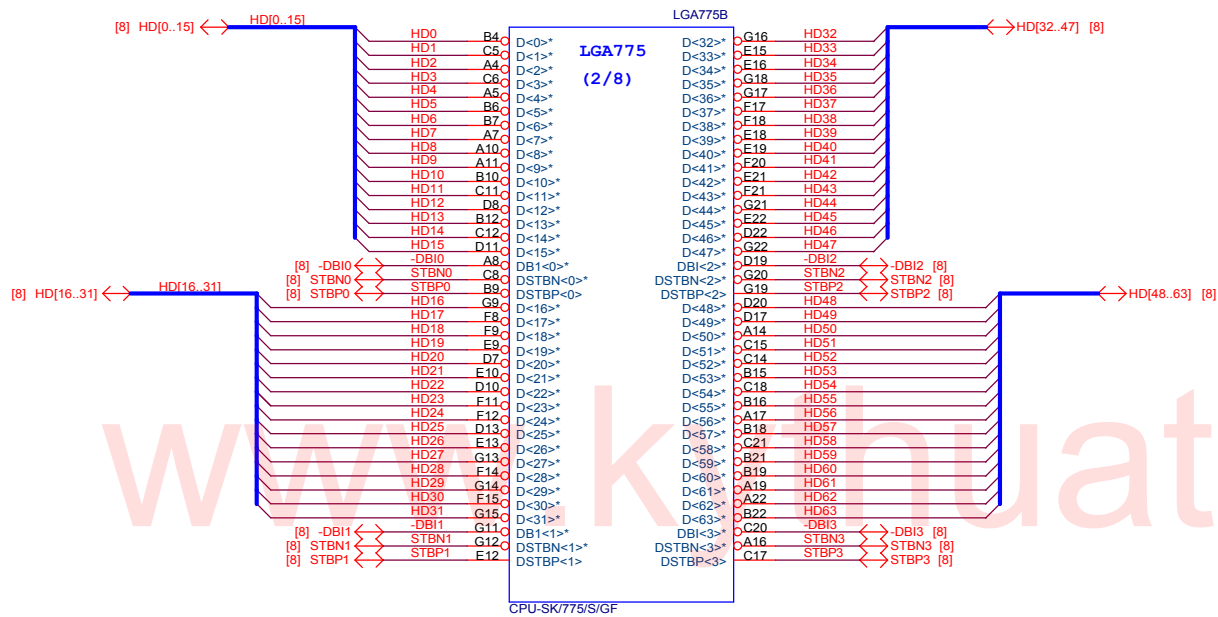 LGA775B
[8] HD[0..15] HD[0..15] HD[32..47] [8]
LGA775
(2/8)
HD0 B4 D<0>* D<32>* G16 HD32
HD1 C5 D<1>* D<33>* E15 HD33
HD2 A4 D<2>* D<34>* E16 HD34
HD3 C6 D<3>* D<35>* G18 HD35
HD4 A5 D<4>* D<36>* G17 HD36
HD5 B6 D<5>* D<37>* F17 HD37
HD6 B7 D<6>* D<38>* F18 HD38
HD7 A7 D<7>* D<39>* E18 HD39
HD8 A10 D<8>* D<40>* E19 HD40
HD9 A11 D<9>* D<41>* F20 HD41
HD10 B10 D<10>* D<42>* E21 HD42
HD11 C11 D<11>* D<43>* F21 HD43
HD12 D8 D<12>* D<44>* G21 HD44
HD13 B12 D<13>* D<45>* E22 HD45
HD14 C12 D<14>* D<46>* D22 HD46
HD15 D11 D<15>* D<47>* G22 HD47
[8] -DBI0 -DBI0 A8 DB1<0>* DBI<2>* D19 -DBI2 -DBI2 [8]
[8] STBN0 STBN0 C8 DSTBN<0>* DSTBN<2>* G20 STBN2 STBN2 [8]
[8] STBP0 STBP0 B9 DSTBP<0> DSTBP<2>* G19 STBP2 STBP2 [8]
[8] HD[16..31] HD[16..31] HD[48..63] [8]
HD16 G9 D<16>* D<48>* D20 HD48
HD17 F8 D<17>* D<49>* D17 HD49
HD18 F9 D<18>* D<50>* A14 HD50
HD19 E9 D<19>* D<51>* C15 HD51
HD20 D7 D<20>* D<52>* C14 HD52
HD21 E10 D<21>* D<53>* B15 HD53
HD22 D10 D<22>* D<54>* C18 HD54
HD23 F11 D<23>* D<55>* B16 HD55
HD24 F12 D<24>* D<56>* A17 HD56
HD25 D13 D<25>* D<57>* B18 HD57
HD26 E13 D<26>* D<58>* C21 HD58
HD27 G13 D<27>* D<59>* B21 HD59
HD28 F14 D<28>* D<60>* B19 HD60
HD29 G14 D<29>* D<61>* A19 HD61
HD30 F15 D<30>* D<62>* A22 HD62
HD31 G15 D<31>* D<63>* B22 HD63
[8] -DBI1 -DBI1 G11 DB1<1>* DBI<3>* C20 -DBI3 -DBI3 [8]
[8] STBN1 STBN1 G12 DSTBN<1>* DSTBN<3>* A16 STBN3 STBN3 [8]
[8] STBP1 STBP1 E12 DSTBP<1> DSTBP<3> C17 STBP3 STBP3 [8]
CPU-SK/775/S/GF
www.kythuat